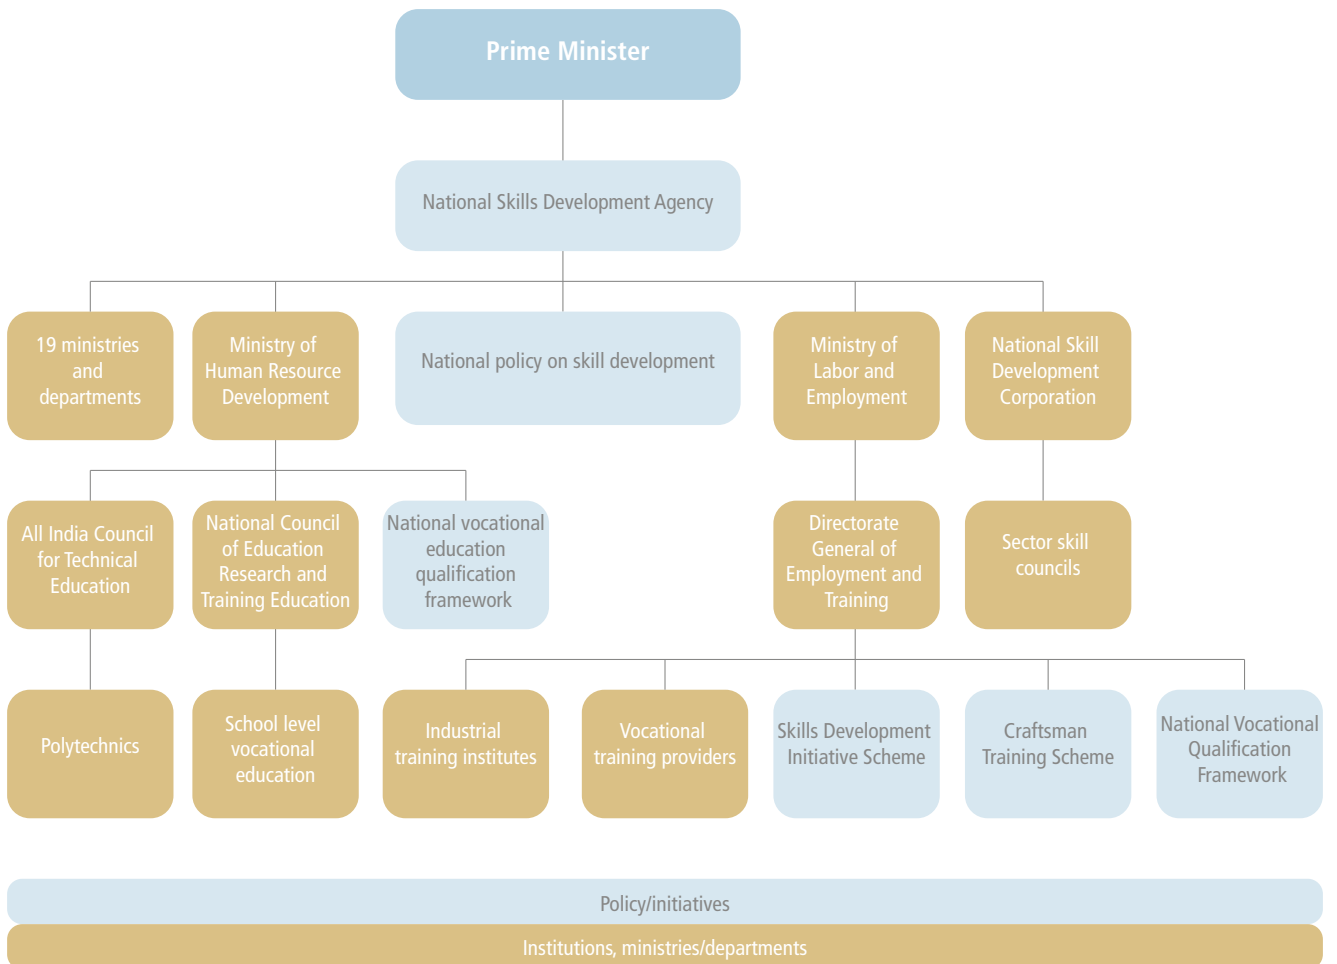 Prime Minister
National Skills Development Agency
19 ministries
and
departments
Ministry of
Human Resource
Development
National policy on skill development
Ministry of
Labor and
Employment
National Skill
Development
Corporation
All India Council
for Technical
Education
National Council
of Education
Research and
Training Education
National vocational
education
qualification
framework
Directorate
General of
Employment and
Training
Sector skill
councils
Polytechnics
School level
vocational
education
Industrial
training institutes
Vocational
training providers
Skills Development
Initiative Scheme
Craftsman
Training Scheme
National Vocational
Qualification
Framework
Policy/initiatives
Institutions, ministries/departments